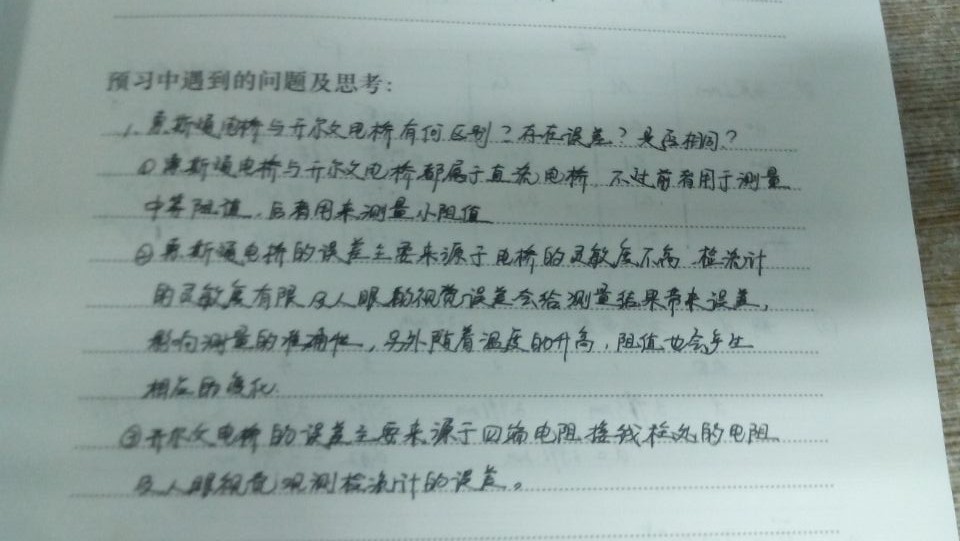 预习中遇到的问题及思考:
1. 惠斯通电桥与开尔文电桥有何区别?存在误差?是否相同?
①惠斯通电桥与开尔文电桥都属于直流电桥 不过前者用于测量
中等阻值,后者用来测量小阻值
②惠斯通电桥的误差主要来源于电桥的灵敏度不高 检流计
的灵敏度有限及人眼的视觉误差会给测量结果带来误差,
影响测量的准确性,另外随着温度的升高,阻值也会产生
相应的变化
③开尔文电桥的误差主要来源于四端电阻接线柱处的电阻
及人眼视觉观测检流计的误差。